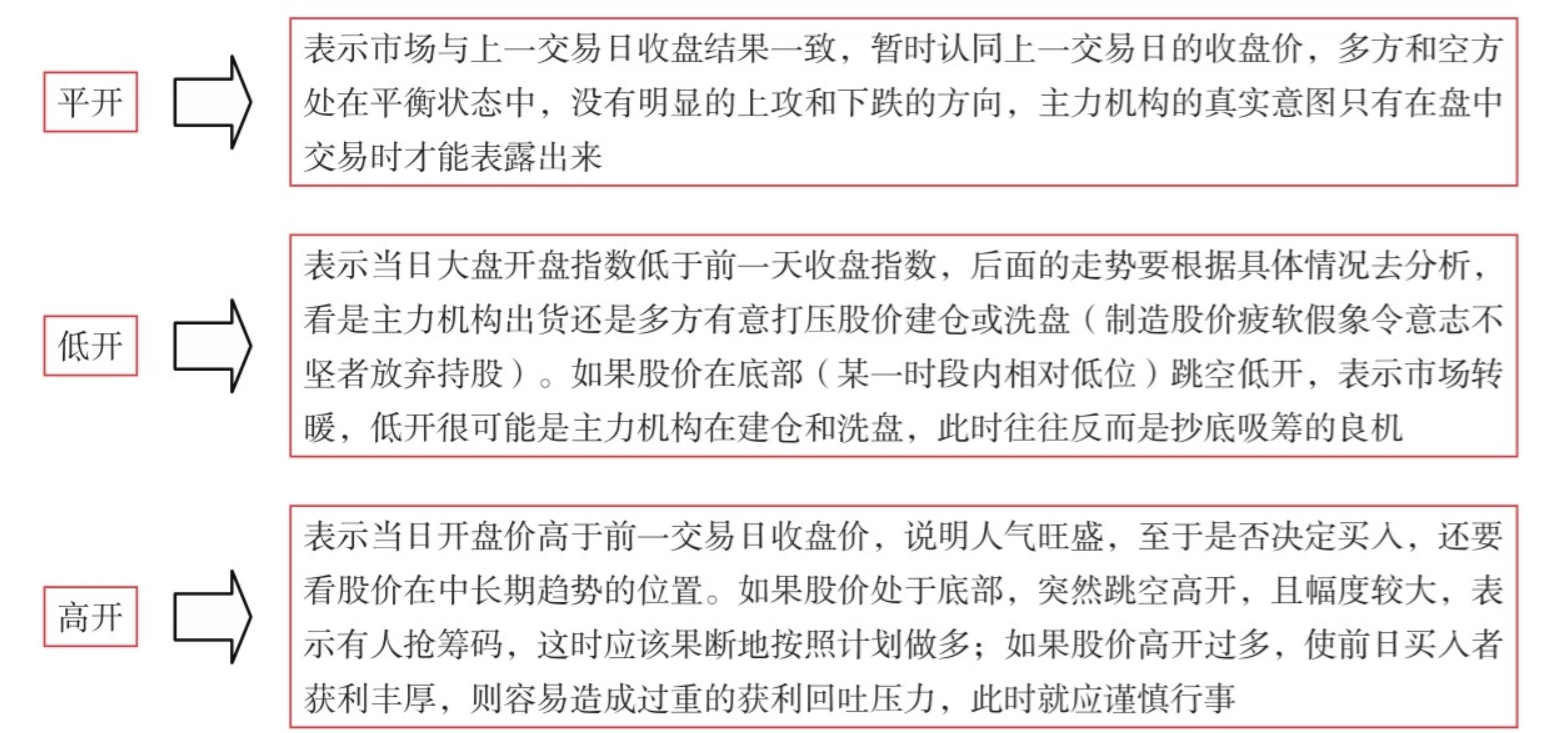 平开
表示市场与上一交易日收盘结果一致，暂时认同上一交易日的收盘价，多方和空方
处在平衡状态中，没有明显的上攻和下跌的方向，主力机构的真实意图只有在盘中
交易时才能表露出来
低开
表示当日大盘开盘指数低于前一天收盘指数，后面的走势要根据具体情况去分析，
看是主力机构出货还是多方有意打压股价建仓或洗盘（制造股价疲软假象令意志不
坚者放弃持股）。如果股价在底部（某一时段内相对低位）跳空低开，表示市场转
暖，低开很可能是主力机构在建仓和洗盘，此时往往反而是抄底吸筹的良机
高开
表示当日开盘价高于前一交易日收盘价，说明人气旺盛，至于是否决定买入，还要
看股价在中长期趋势的位置。如果股价处于底部，突然跳空高开，且幅度较大，表
示有人抢筹码，这时应该果断地按照计划做多；如果股价高开过多，使前日买入者
获利丰厚，则容易造成过重的获利回吐压力，此时就应谨慎行事